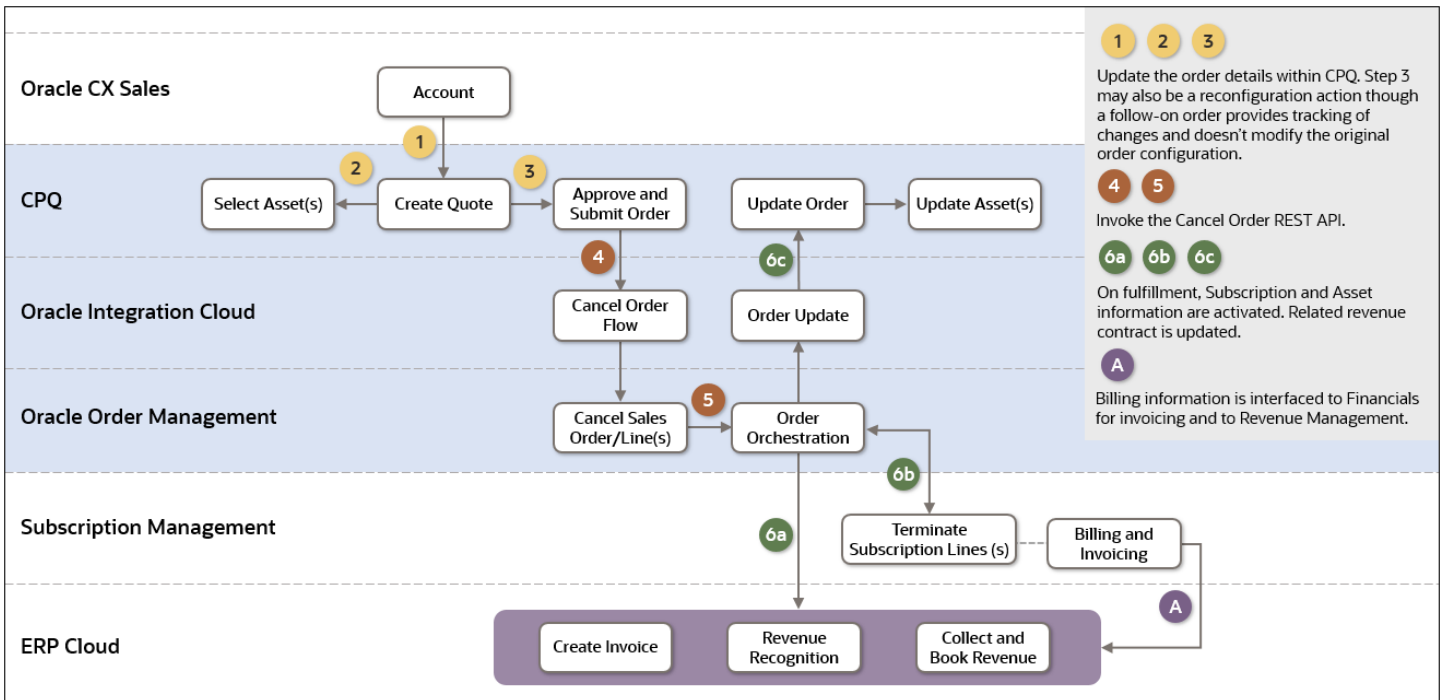 Oracle CX Sales
Account
1
CPQ
2
3
Select Asset(s)
Create Quote
Approve and
Submit Order
Update Order
Update Asset(s)
4
6c
Oracle Integration Cloud
Cancel Order
Flow
Order Update
Oracle Order Management
Cancel Sales
Order/Line(s)
5
Order
Orchestration
6b
Subscription Management
6a
Terminate
Subscription Lines (s)
Billing and
Invoicing
A
ERP Cloud
Create Invoice
Revenue
Recognition
Collect and
Book Revenue
1 2 3
Update the order details within CPQ. Step 3
may also be a reconfiguration action though
a follow-on order provides tracking of
changes and doesn’t modify the original
order configuration.
4 5
Invoke the Cancel Order REST API.
6a 6b 6c
On fulfillment, Subscription and Asset
information are activated. Related revenue
contract is updated.
A
Billing information is interfaced to Financials
for invoicing and to Revenue Management.